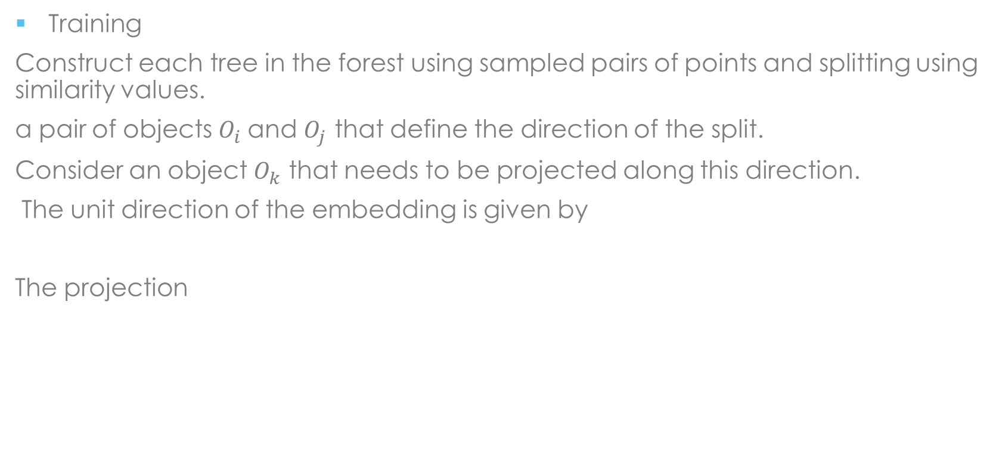 ▪ Training
Construct each tree in the forest using sampled pairs of points and splitting using
similarity values.
a pair of objects O_i and O_j that define the direction of the split.
Consider an object O_k that needs to be projected along this direction.
The unit direction of the embedding is given by
The projection